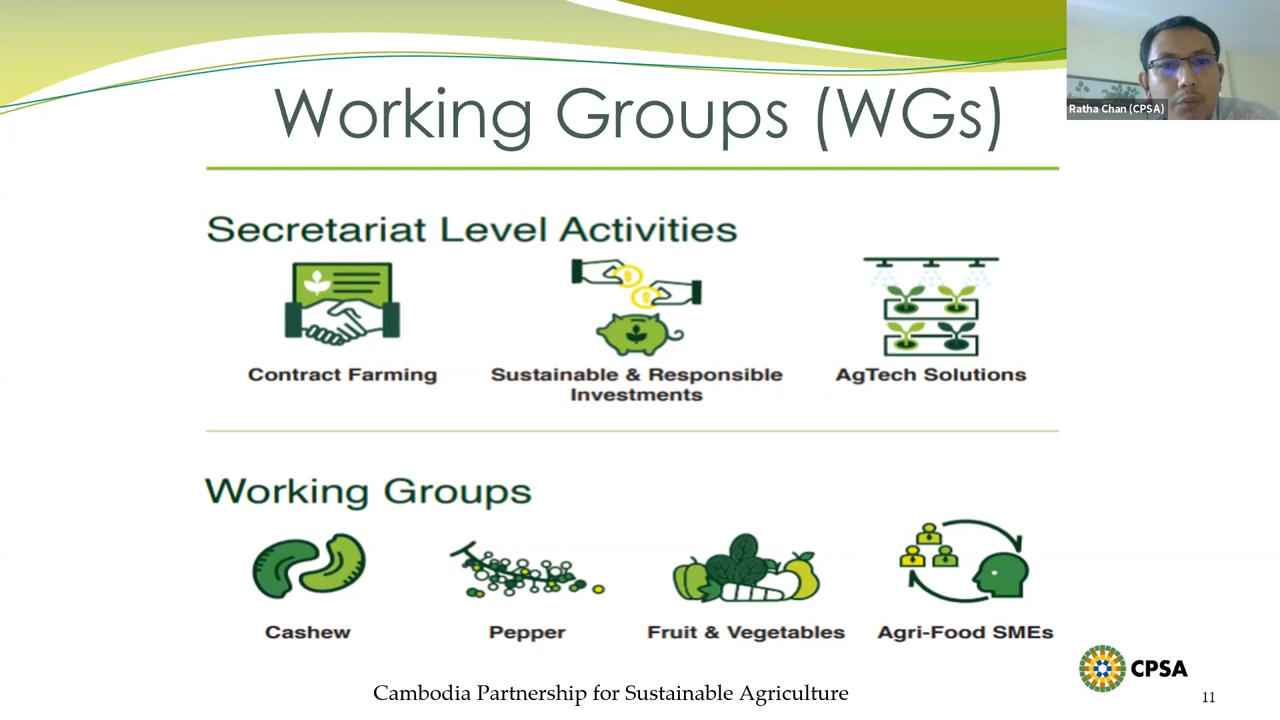 Working Groups (WGs)
Ratha Chan (CPSA)
Secretariat Level Activities
Contract Farming
Sustainable & Responsible
Investments
AgTech Solutions
Working Groups
Cashew
Pepper
Fruit & Vegetables
Agri-Food SMEs
CPSA
Cambodia Partnership for Sustainable Agriculture
11